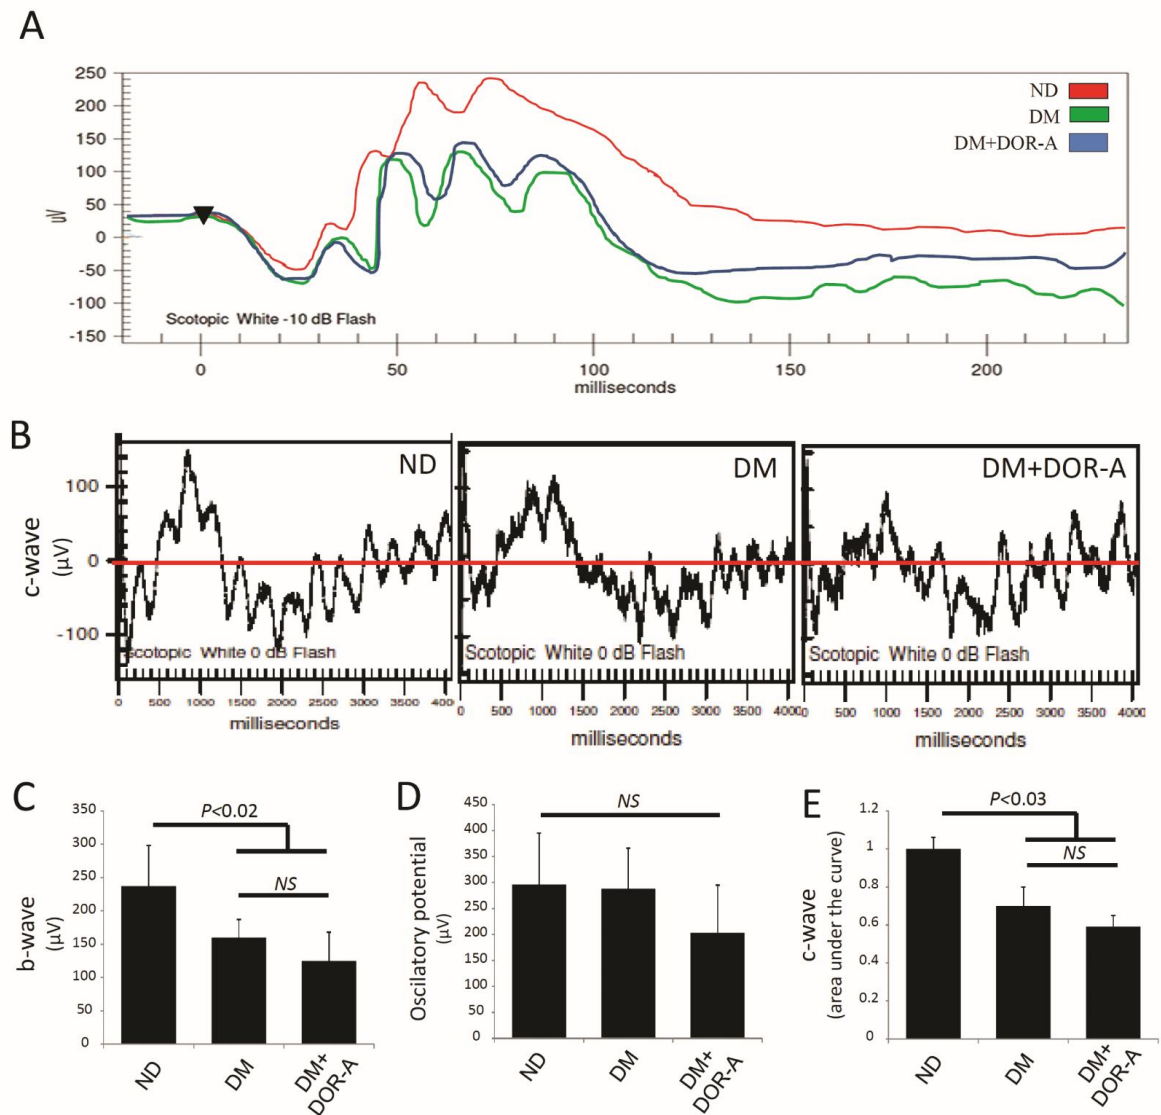 A
250
200
150
100
50
0
-50
-100
-150
uV
ND
DM
DM+DOR-A
Scotopic White -10 dB Flash
0 50 100 150 200
milliseconds
B
c-wave
(µV)
100
0
-100
ND
DM
DM+DOR-A
Scotopic White 0 dB Flash
Scotopic White 0 dB Flash
Scotopic White 0 dB Flash
0 500 1000 1500 2000 2500 3000 3500 400
0 500 1000 1500 2000 2500 3000 3500 4000
0 500 1000 1500 2000 2500 3000 3500 4000
milliseconds
milliseconds
milliseconds
C
b-wave
(µV)
350
300
250
200
150
100
50
0
P<0.02
NS
ND
DM
DM+
DOR-A
D
Oscilatory potential
(µV)
450
400
350
300
250
200
150
100
50
0
NS
ND
DM
DM+
DOR-A
E
c-wave
(area under the curve)
1.2
1
0.8
0.6
0.4
0.2
0
P<0.03
NS
ND
DM
DM+
DOR-A